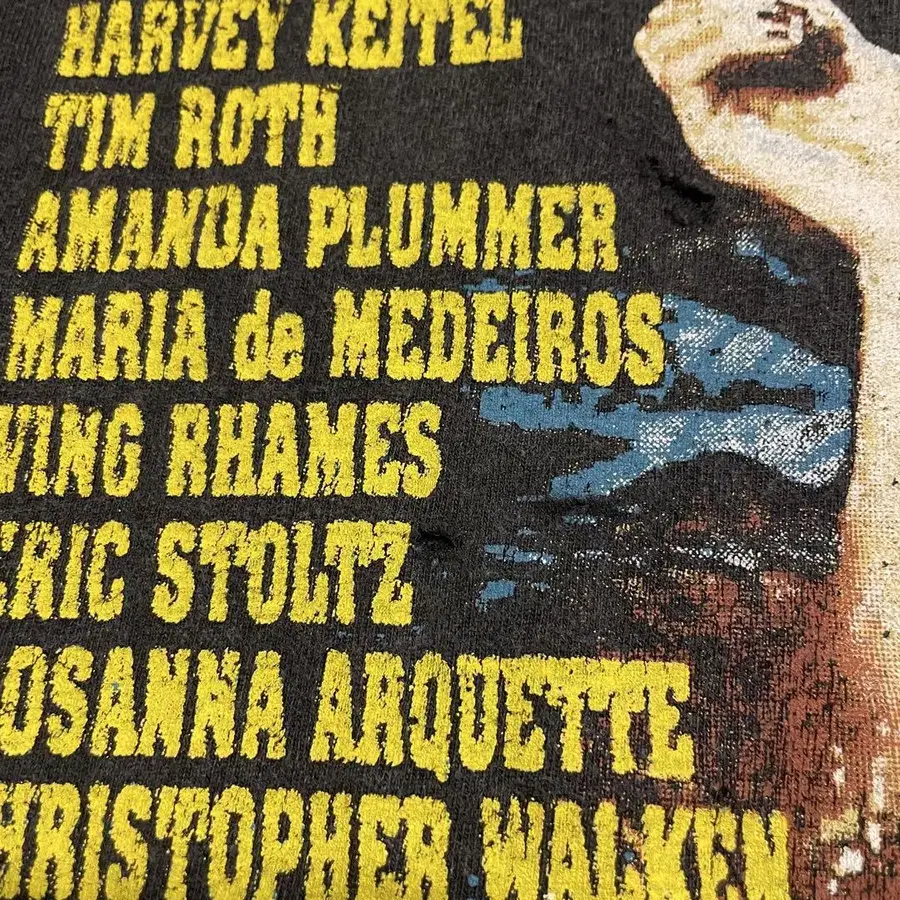 HARVEY KEITEL
TIM ROTH
AMANDA PLUMMER
MARIA de MEDEIROS
VING RHAMES
ERIC STOLTZ
OSANNA ARQUETTE
HRISTOPHER WALKEN